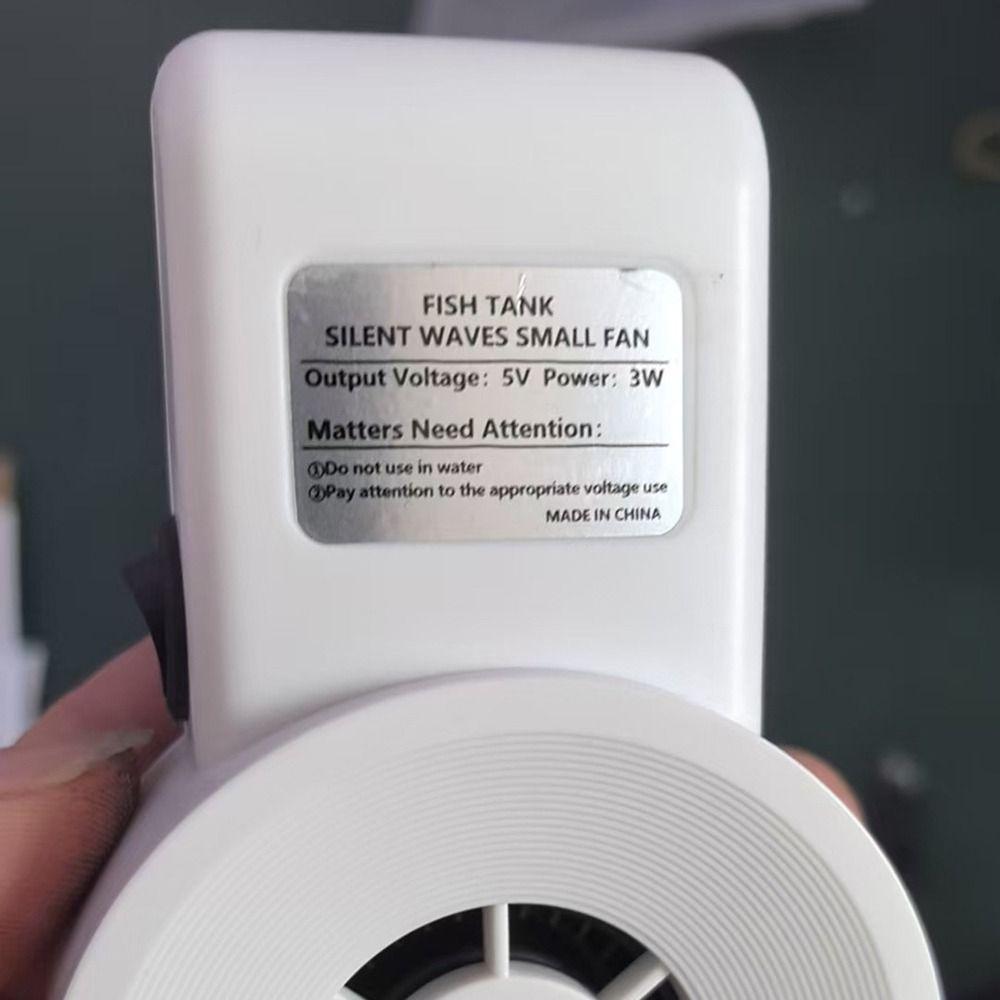 FISH TANK
SILENT WAVES SMALL FAN
Output Voltage: 5V Power: 3W
Matters Need Attention:
①Do not use in water
②Pay attention to the appropriate voltage use
MADE IN CHINA